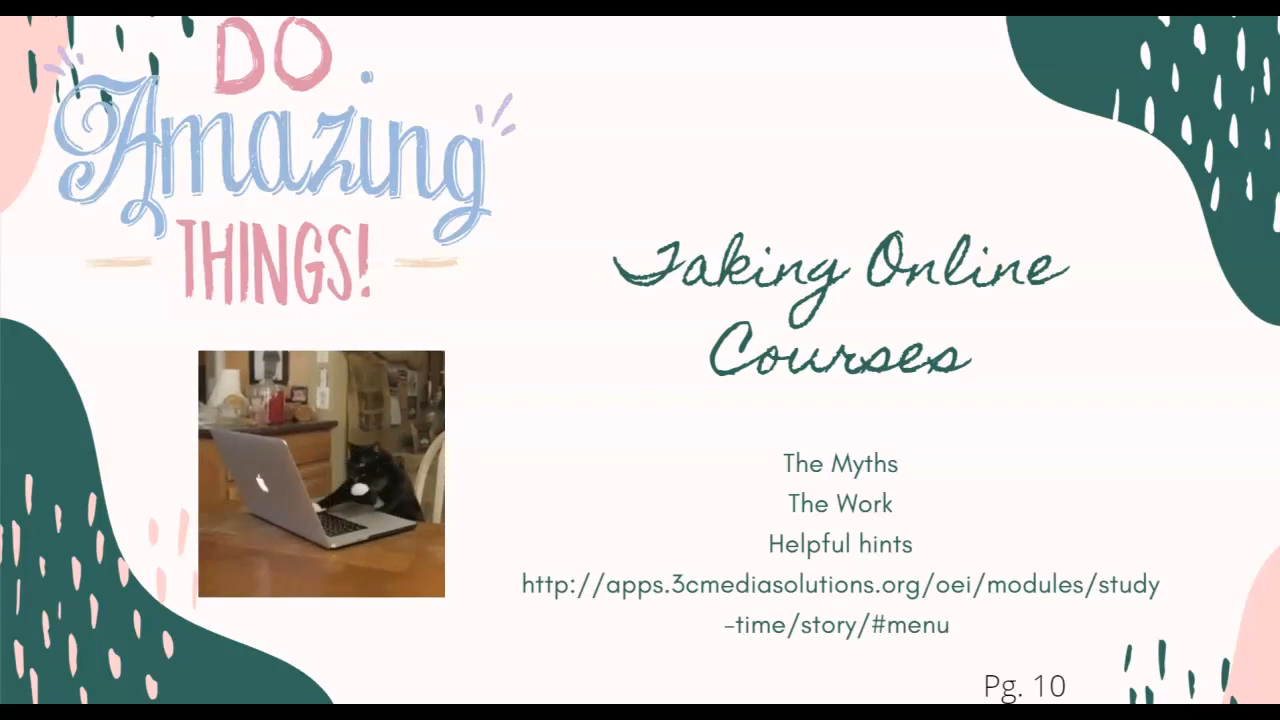 DO
Amazing
THINGS!
Taking Online
Courses
The Myths
The Work
Helpful hints
http://apps.3cmediasolutions.org/oei/modules/study
-time/story/#menu
Pg. 10